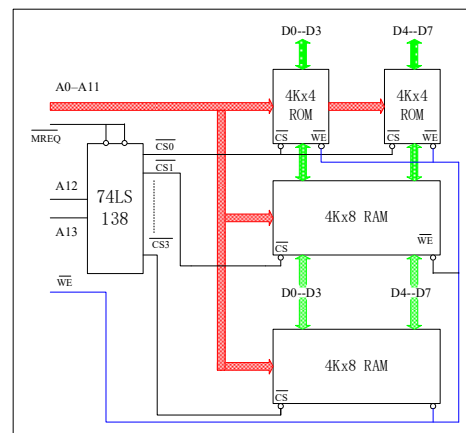 D0--D3
D4--D7
A0--A11
4Kx4
ROM
4Kx4
ROM
MREQ
CS0
CS
WE
CS
WE
CS1
74LS
138
A12
A13
4Kx8 RAM
CS3
CS
WE
WE
D0--D3
D4--D7
4Kx8 RAM
CS